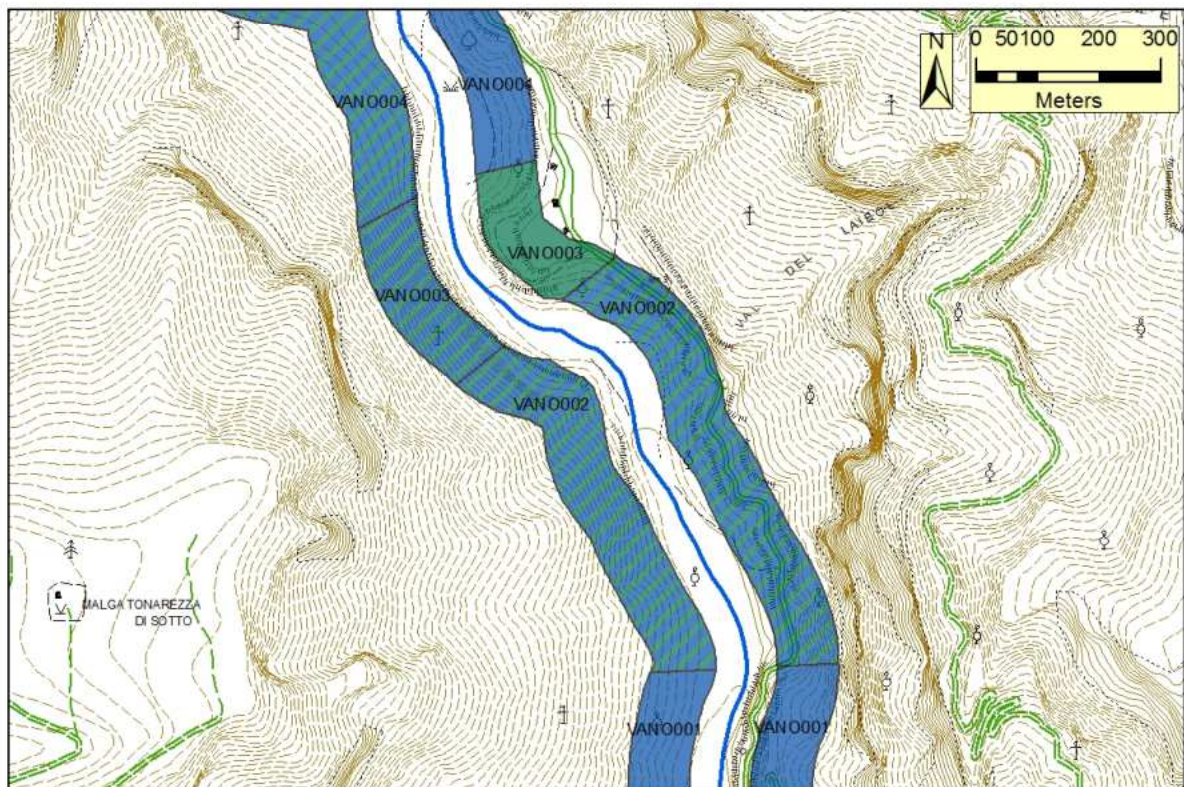 N
0 50100 200 300
Meters
VANO004
VANO004
LAIBOL
DEL
VAL
VANO003
VANO003
VANO002
VANO002
MALGA TONAREZZA
DI SOTTO
VANO001
VANO001